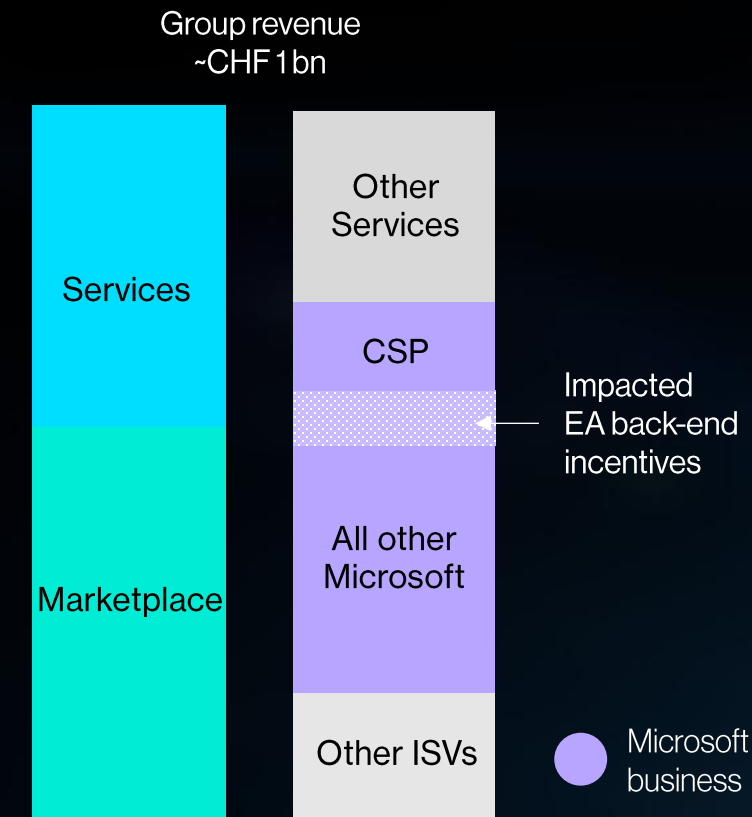 Group revenue
~CHF 1 bn
Services
Marketplace
Other
Services
CSP
All other
Microsoft
Other ISVs
Impacted
EA back-end
incentives
Microsoft
business